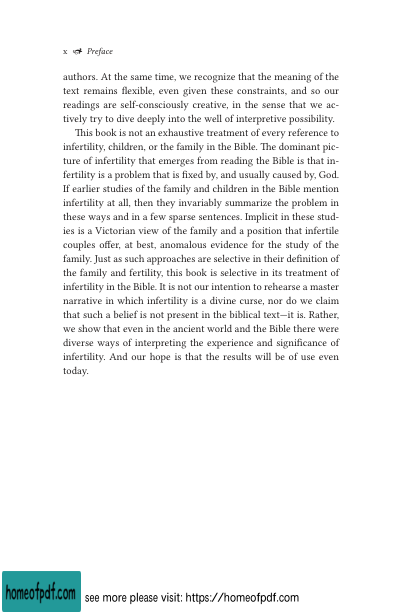 x Preface
authors. At the same time, we recognize that the meaning of the
text remains flexible, even given these constraints, and so our
readings are self-consciously creative, in the sense that we ac-
tively try to dive deeply into the well of interpretive possibility.
This book is not an exhaustive treatment of every reference to
infertility, children, or the family in the Bible. The dominant pic-
ture of infertility that emerges from reading the Bible is that in-
fertility is a problem that is fixed by, and usually caused by, God.
If earlier studies of the family and children in the Bible mention
infertility at all, then they invariably summarize the problem in
these ways and in a few sparse sentences. Implicit in these stud-
ies is a Victorian view of the family and a position that infertile
couples offer, at best, anomalous evidence for the study of the
family. Just as such approaches are selective in their definition of
the family and fertility, this book is selective in its treatment of
infertility in the Bible. It is not our intention to rehearse a master
narrative in which infertility is a divine curse, nor do we claim
that such a belief is not present in the biblical text—it is. Rather,
we show that even in the ancient world and the Bible there were
diverse ways of interpreting the experience and significance of
infertility. And our hope is that the results will be of use even
today.
homeofpdf.com
see more please visit: https://homeofpdf.com